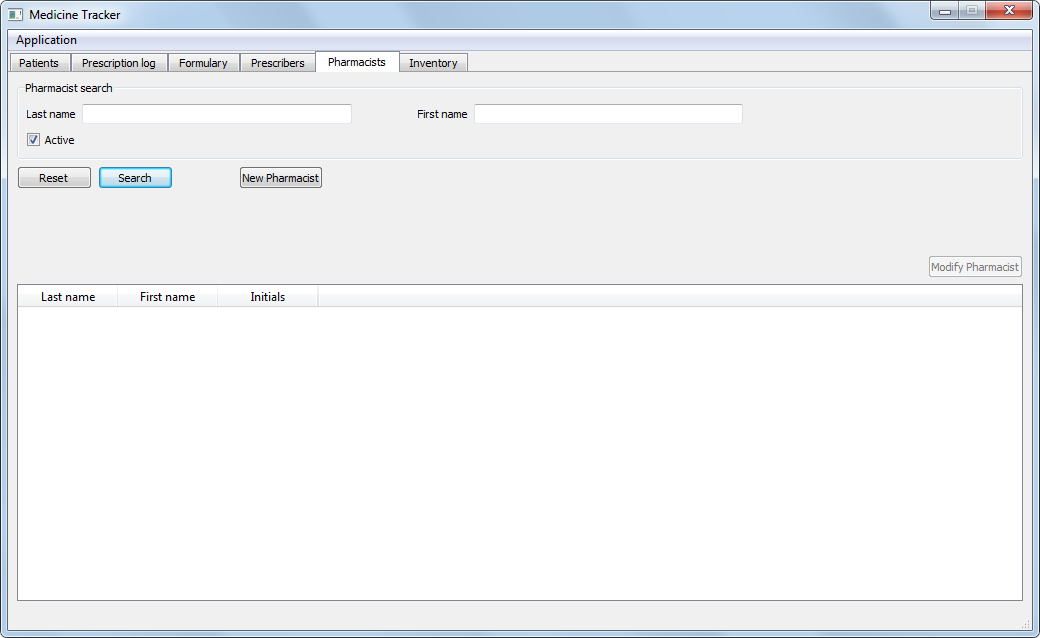 Medicine Tracker
Application
Patients Prescription log Formulary Prescribers Pharmacists Inventory
Pharmacist search
Last name First name
Active
Reset Search New Pharmacist
Modify Pharmacist
Last name First name Initials